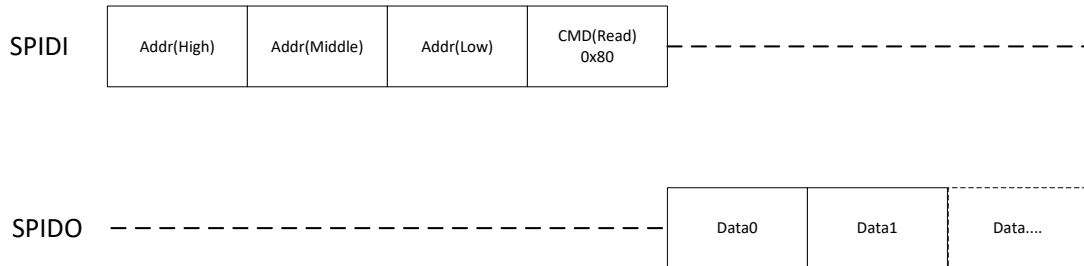 SPIDI
Addr(High)
Addr(Middle)
Addr(Low)
CMD(Read)
0x80
SPIDO
Data0
Data1
Data....